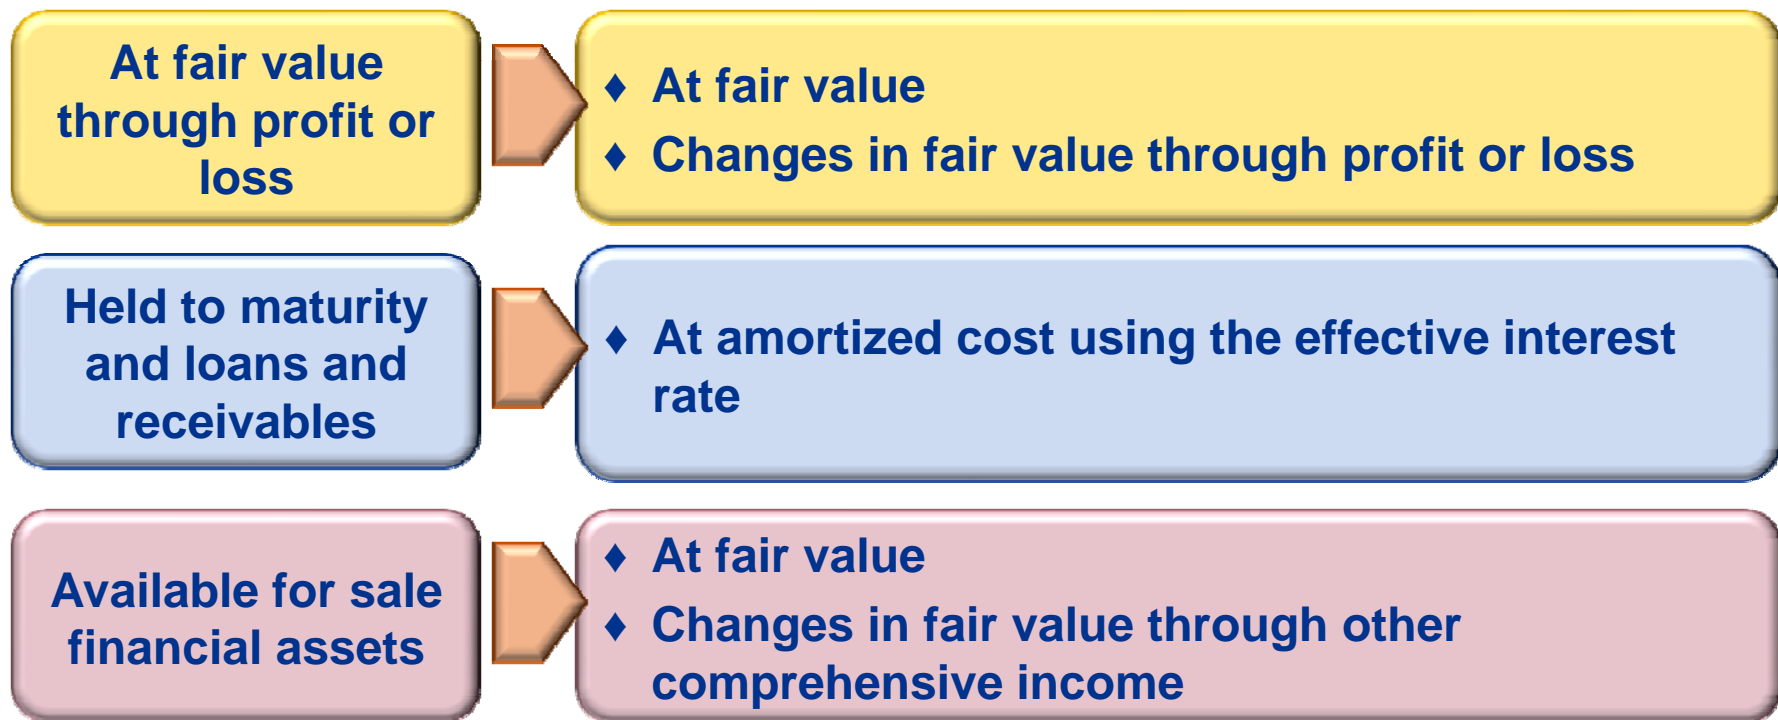 At fair value
through profit or
loss
♦ At fair value
♦ Changes in fair value through profit or loss
Held to maturity
and loans and
receivables
♦ At amortized cost using the effective interest
rate
Available for sale
financial assets
♦ At fair value
♦ Changes in fair value through other
comprehensive income